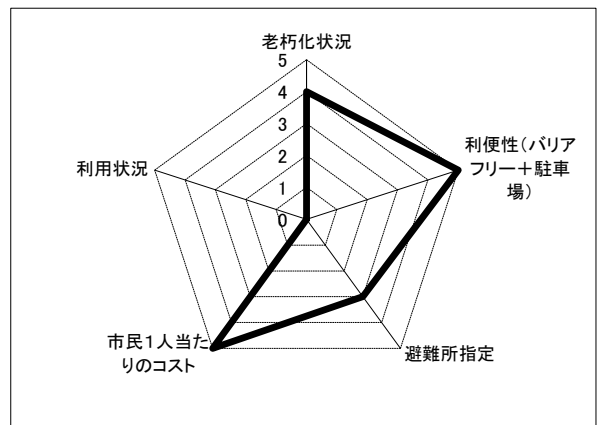 老朽化状況
5
4
3
2
1
0
利便性(バリア
フリー+駐車
場)
利用状況
市民1人当た
りのコスト
避難所指定